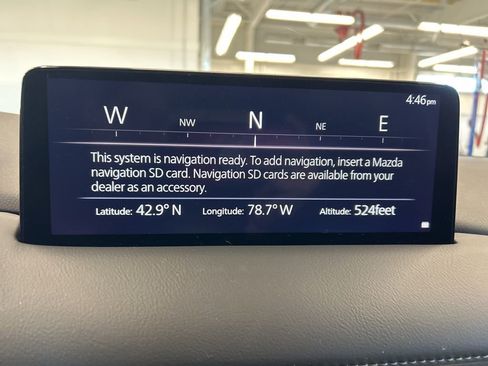 4:46pm
W NW N NE E
This system is navigation ready. To add navigation, insert a Mazda
navigation SD card. Navigation SD cards are available from your
dealer as an accessory.
Latitude: 42.9° N Longitude: 78.7° W Altitude: 524feet